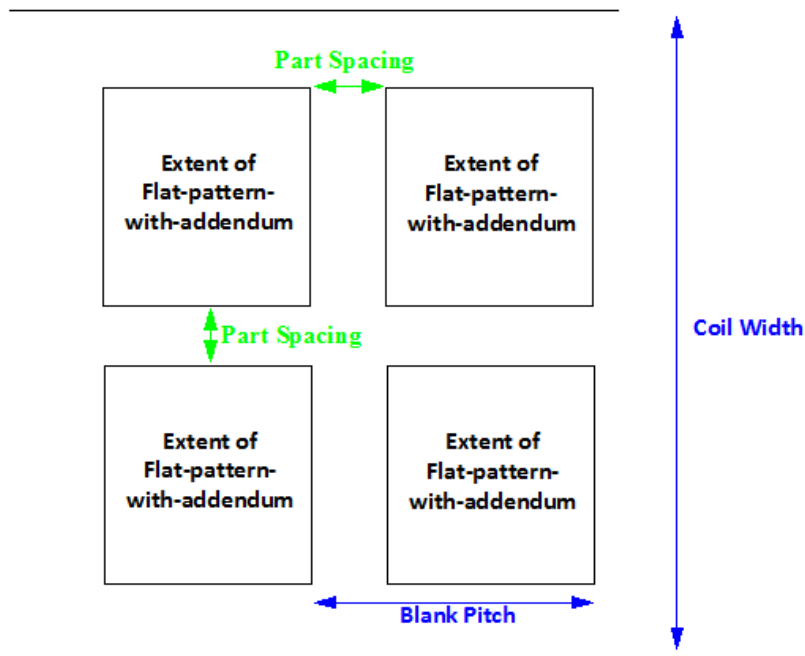 Part Spacing
Extent of
Flat-pattern-
with-addendum
Extent of
Flat-pattern-
with-addendum
Part Spacing
Coil Width
Extent of
Flat-pattern-
with-addendum
Extent of
Flat-pattern-
with-addendum
Blank Pitch